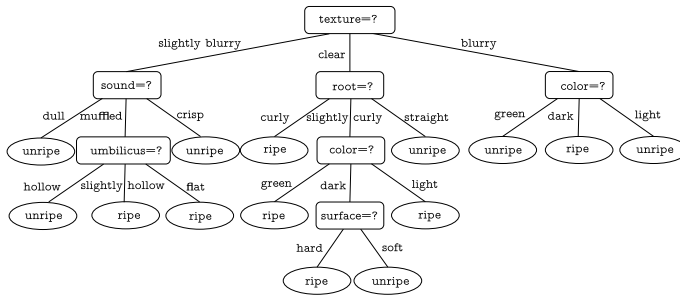 texture=?
slightly blurry
clear
blurry
sound=?
root=?
color=?
dull
muffled
crisp
curly
slightly curly
straight
green
dark
light
unripe
umbilicus=?
unripe
ripe
color=?
unripe
unripe
ripe
unripe
hollow
slightly hollow
flat
green
dark
light
unripe
ripe
ripe
ripe
surface=?
ripe
hard
soft
ripe
unripe